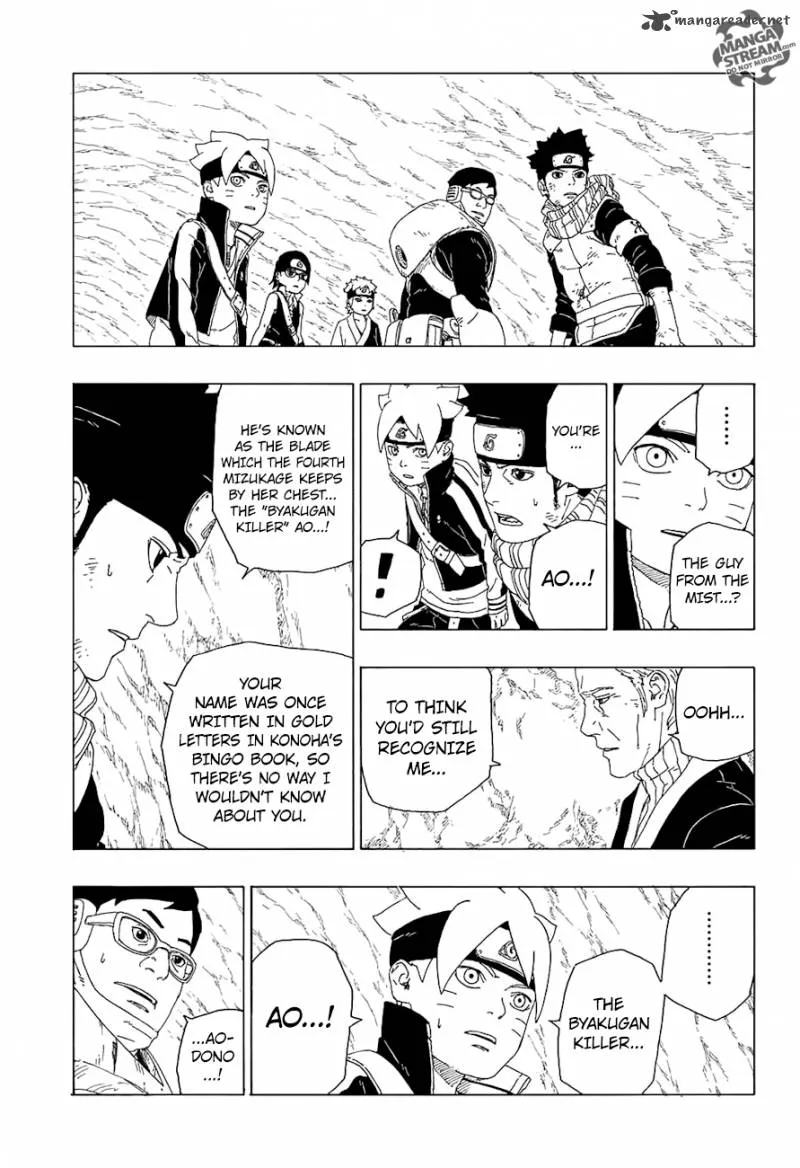 mangareader.net
MANGA
STREAM.COM
DO NOT MIRROR
........
THE GUY
FROM THE
MIST...?
YOU'RE
...
AO...!
!
HE'S KNOWN
AS THE BLADE
WHICH THE FOURTH
MIZUKAGE KEEPS
BY HER CHEST...
THE "BYAKUGAN
KILLER" AO...!
YOUR
NAME WAS ONCE
WRITTEN IN GOLD
LETTERS IN KONOHA'S
BINGO BOOK, SO
THERE'S NO WAY I
WOULDN'T KNOW
ABOUT YOU.
OOHH...
TO THINK
YOU'D STILL
RECOGNIZE
ME...
........
THE
BYAKUGAN
KILLER...
AO...!
...AO-
DONO
...!